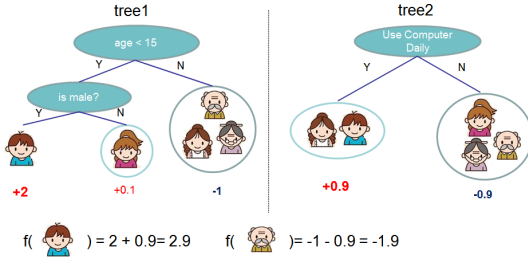 tree1
tree2
age < 15
Use Computer
Daily
Y
N
Y
N
is male?
Y
N
+2
+0.1
-1
+0.9
-0.9
f( ) = 2 + 0.9= 2.9
f( )= -1 - 0.9 = -1.9